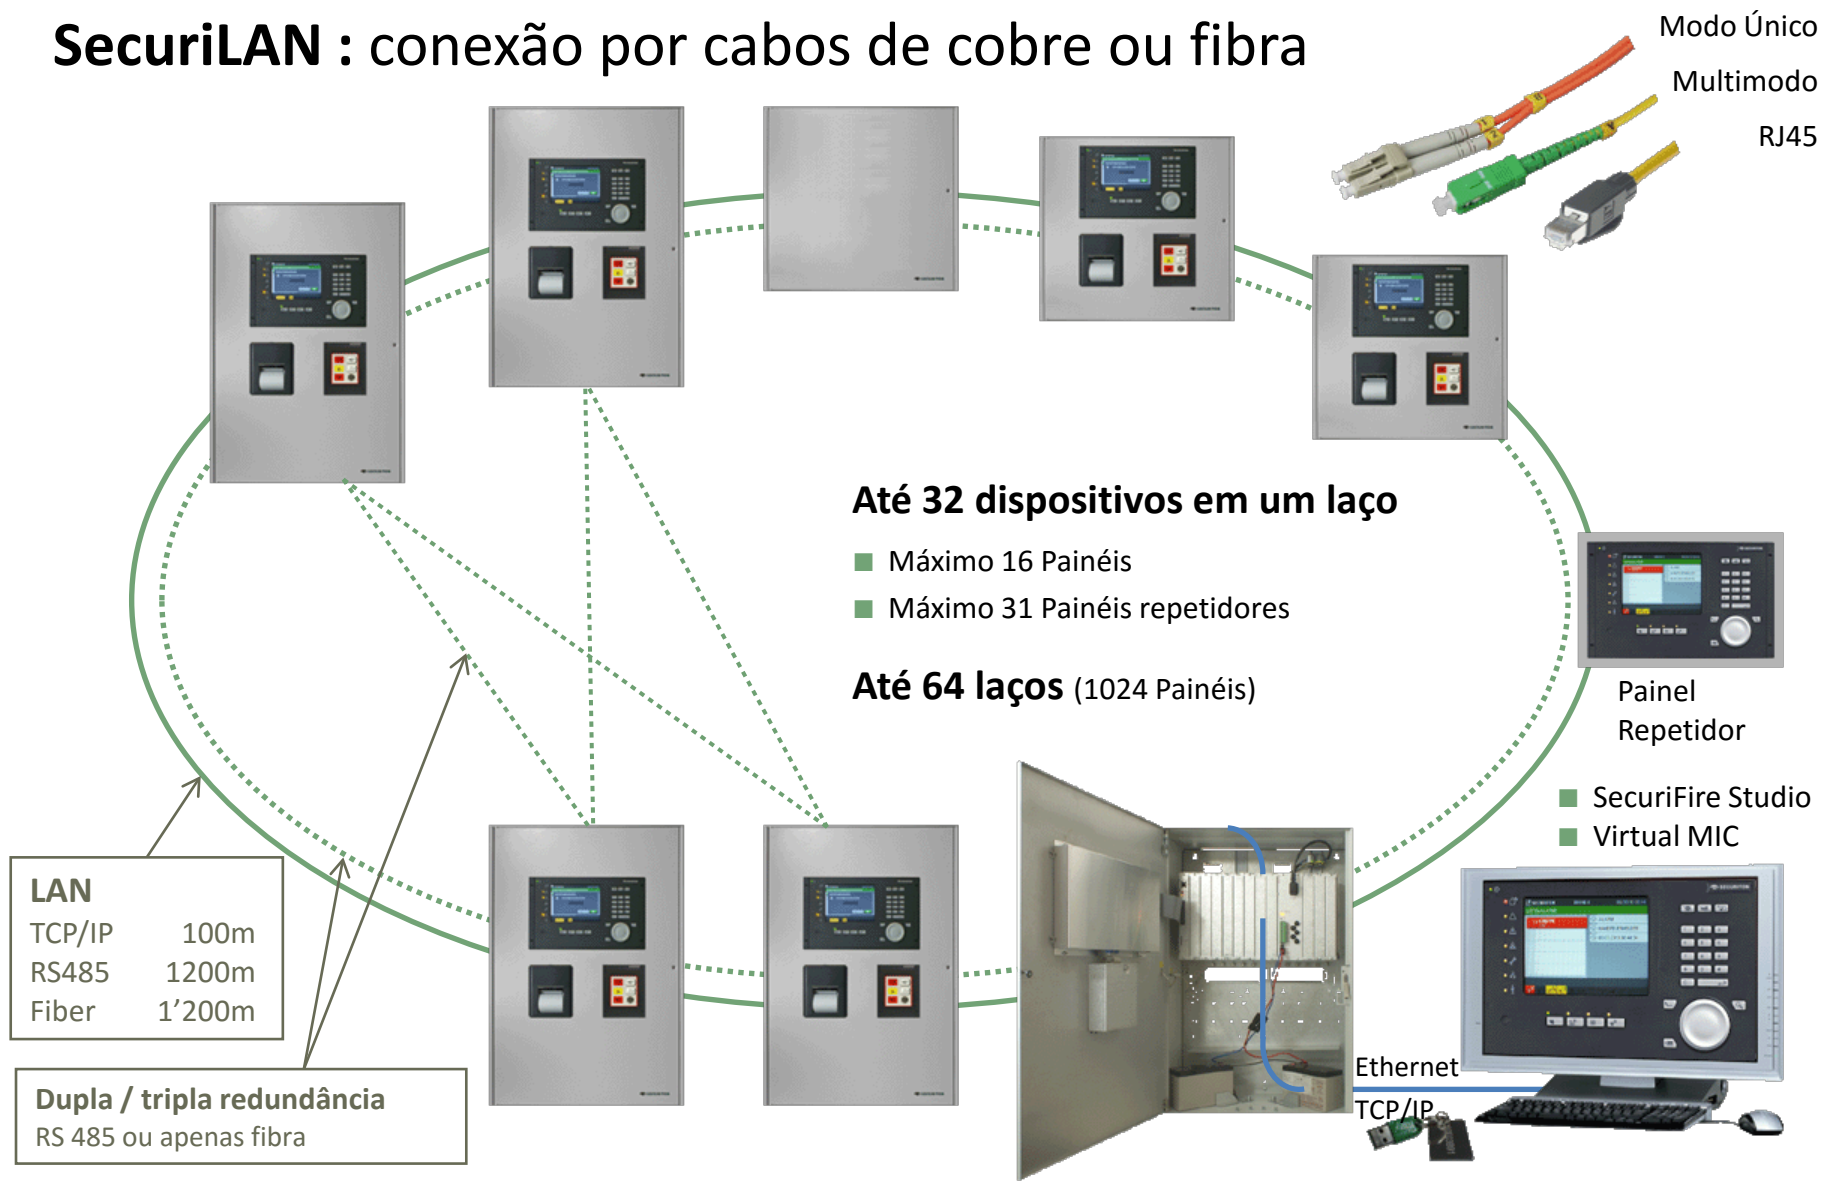 SecuriLAN : conexão por cabos de cobre ou fibra
Modo Único
Multimodo
RJ45
Até 32 dispositivos em um laço
Máximo 16 Painéis
Máximo 31 Painéis repetidores
Até 64 laços (1024 Painéis)
Painel
Repetidor
SecuriFire Studio
Virtual MIC
LAN
TCP/IP 100m
RS485 1200m
Fiber 1’200m
Dupla / tripla redundância
RS 485 ou apenas fibra
Ethernet
TCP/IP
SECURITON